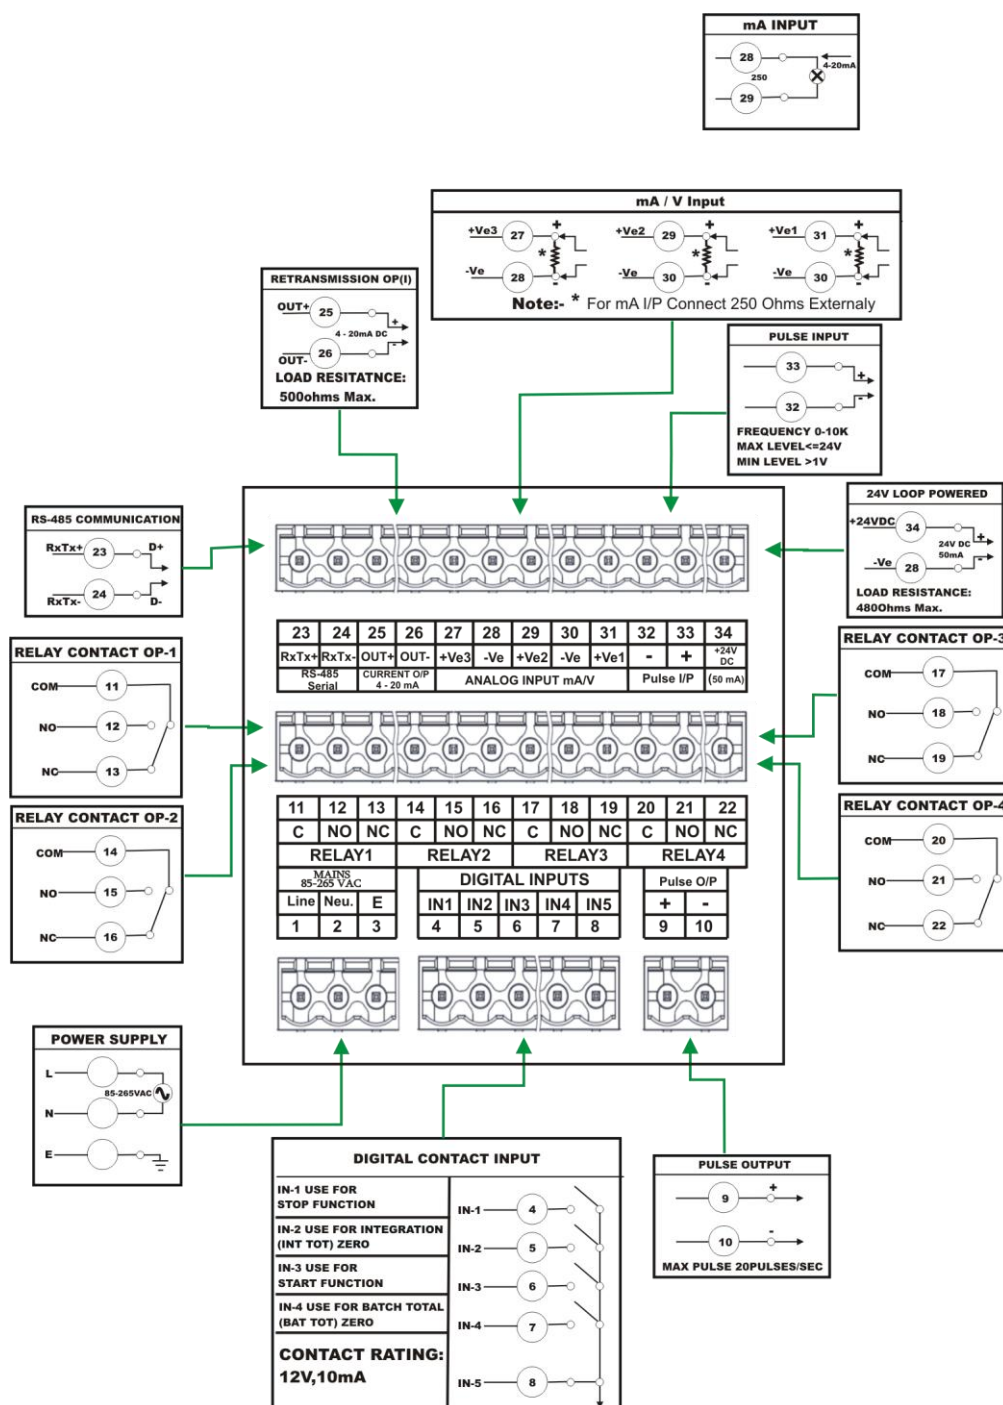 mA INPUT
28
4-20mA
250
29
mA / V Input
+Ve3 27 +
+Ve2 29 +
+Ve1 31 +
*
*
*
-Ve 28 -
-Ve 30 -
-Ve 30 -
Note:- * For mA I/P Connect 250 Ohms Externaly
RETRANSMISSION OP(I)
OUT+ 25 +
4 - 20mA DC
OUT- 26 -
LOAD RESITATNCE:
500ohms Max.
PULSE INPUT
33 +
32 -
FREQUENCY 0-10K
MAX LEVEL<=24V
MIN LEVEL >1V
24V LOOP POWERED
+24VDC 34 +
24V DC
50mA
-Ve 28 -
LOAD RESISTANCE:
480Ohms Max.
RS-485 COMMUNICATION
RxTx+ 23 D+
RxTx- 24 D-
23 24 25 26 27 28 29 30 31 32 33 34
RxTx+ RxTx- OUT+ OUT- +Ve3 -Ve +Ve2 -Ve +Ve1 - + +24V DC
RS-485 Serial
CURRENT O/P 4 - 20 mA
ANALOG INPUT mA/V
Pulse I/P
(50 mA)
RELAY CONTACT OP-1
COM 11
NO 12
NC 13
RELAY CONTACT OP-2
COM 14
NO 15
NC 16
RELAY CONTACT OP-3
COM 17
NO 18
NC 19
RELAY CONTACT OP-4
COM 20
NO 21
NC 22
11 12 13 14 15 16 17 18 19 20 21 22
C NO NC C NO NC C NO NC C NO NC
RELAY1 RELAY2 RELAY3 RELAY4
MAINS
85-265 VAC
DIGITAL INPUTS
Pulse O/P
Line Neu. E IN1 IN2 IN3 IN4 IN5 + -
1 2 3 4 5 6 7 8 9 10
POWER SUPPLY
L
85-265VAC
N
E
DIGITAL CONTACT INPUT
IN-1 USE FOR
STOP FUNCTION
IN-2 USE FOR INTEGRATION
(INT TOT) ZERO
IN-3 USE FOR
START FUNCTION
IN-4 USE FOR BATCH TOTAL
(BAT TOT) ZERO
CONTACT RATING:
12V,10mA
IN-1 4
IN-2 5
IN-3 6
IN-4 7
IN-5 8
PULSE OUTPUT
9 +
10 -
MAX PULSE 20PULSES/SEC